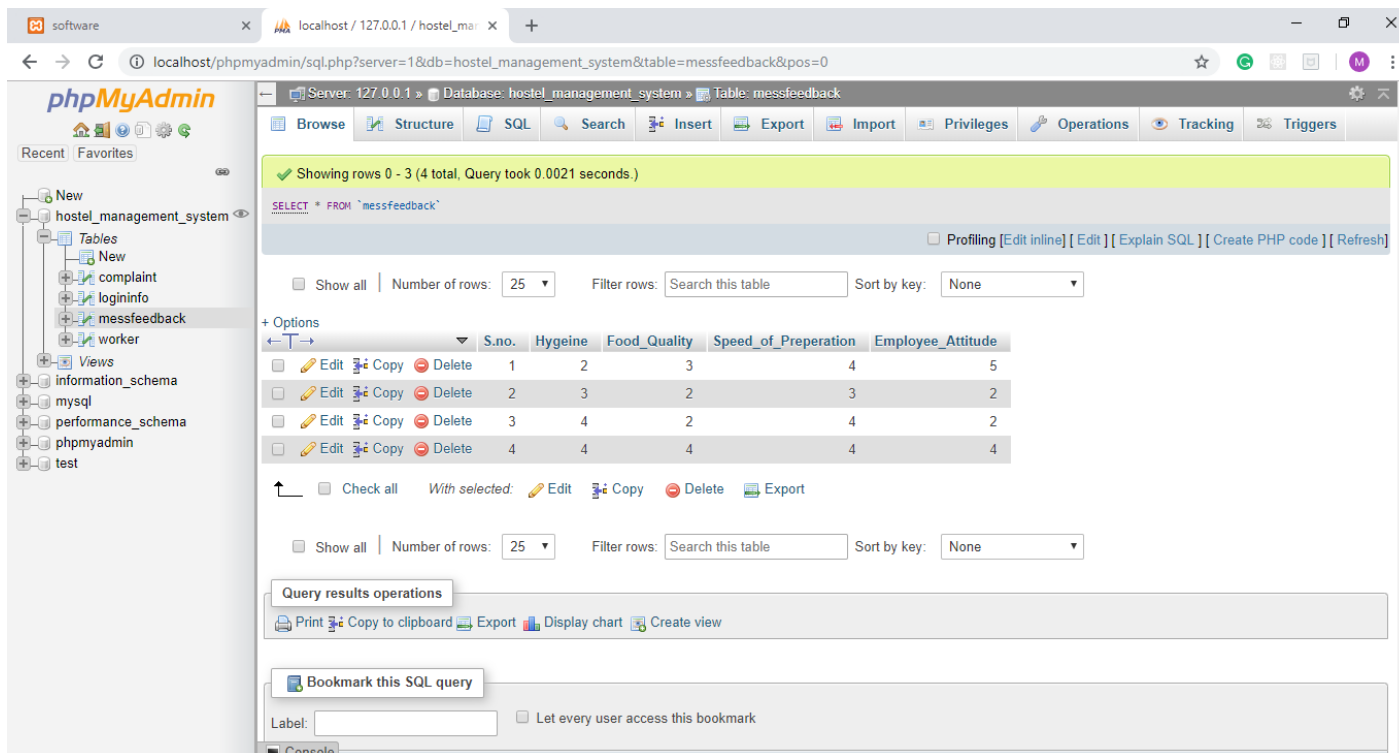 software
localhost / 127.0.0.1 / hostel_mar
localhost/phpmyadmin/sql.php?server=1&db=hostel_management_system&table=messfeedback&pos=0
M
phpMyAdmin
Recent Favorites
New
hostel_management_system
Tables
New
complaint
logininfo
messfeedback
worker
Views
information_schema
mysql
performance_schema
phpmyadmin
test
Server: 127.0.0.1 » Database: hostel_management_system » Table: messfeedback
Browse Structure SQL Search Insert Export Import Privileges Operations Tracking Triggers
Showing rows 0 - 3 (4 total, Query took 0.0021 seconds.)
SELECT * FROM `messfeedback`
Profiling [Edit inline] [ Edit ] [ Explain SQL ] [ Create PHP code ] [ Refresh]
Show all | Number of rows: 25 Filter rows: Search this table Sort by key: None
+ Options
S.no. Hygeine Food_Quality Speed_of_Preperation Employee_Attitude
Edit Copy Delete 1 2 3 4 5
Edit Copy Delete 2 3 2 3 2
Edit Copy Delete 3 4 2 4 2
Edit Copy Delete 4 4 4 4 4
Check all With selected: Edit Copy Delete Export
Show all | Number of rows: 25 Filter rows: Search this table Sort by key: None
Query results operations
Print Copy to clipboard Export Display chart Create view
Bookmark this SQL query
Label: Let every user access this bookmark
Console